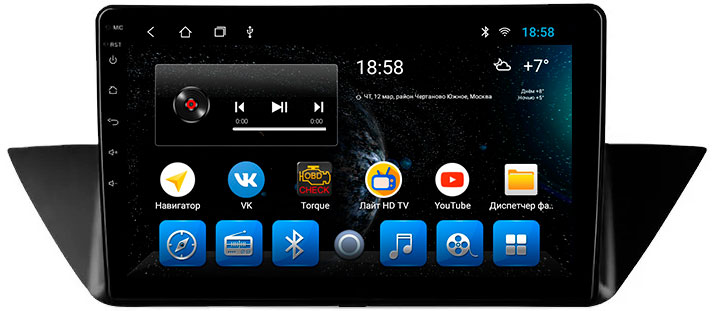 MC
18:58
RST
18:58
+7°
ЧТ, 12 мар, район Чертаново Южное, Москва
Днём +8°
Ночью +5°
0:00
0:00
OBD
CHECK
Навигатор
VK
Torque
Лайт HD TV
YouTube
Диспетчер фа..